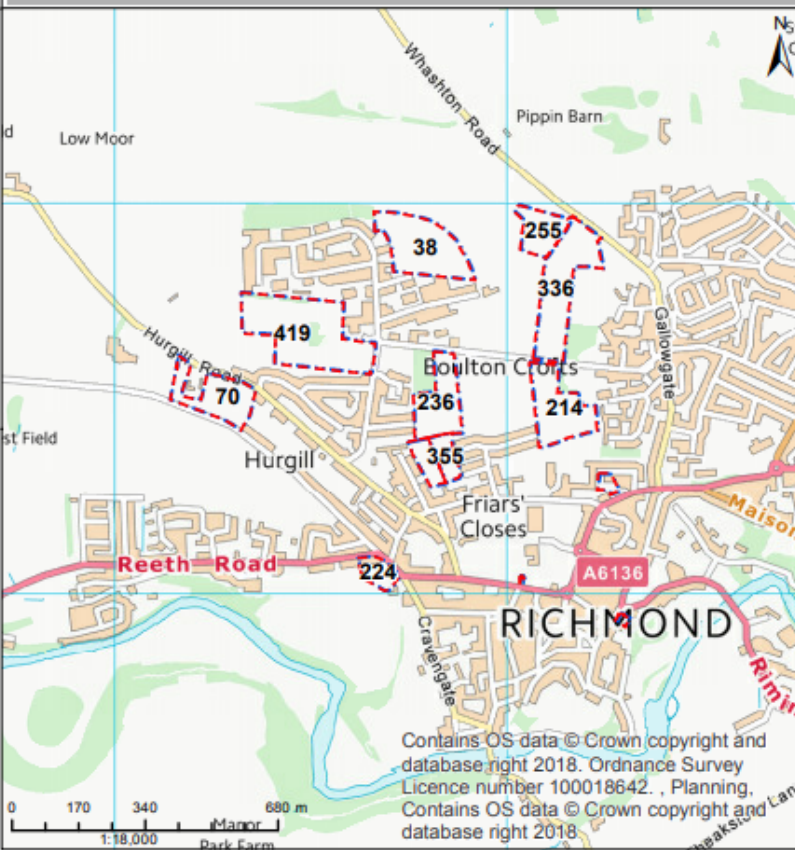 N
Whashton Road
Pippin Barn
Low Moor
ld
255
38
336
419
Gallowgate
Hurgill Road
Boulton Crofts
70
236
214
st Field
355
Hurgill
Friars'
Closes
Maison
Reeth Road
224
A6136
RICHMOND
Cravengate
Rimin
Contains OS data © Crown copyright and
database right 2018. Ordnance Survey
Licence number 100018642. , Planning,
Contains OS data © Crown copyright and
database right 2018
0 170 340 680 m
1:18,000
Manor
Park Farm